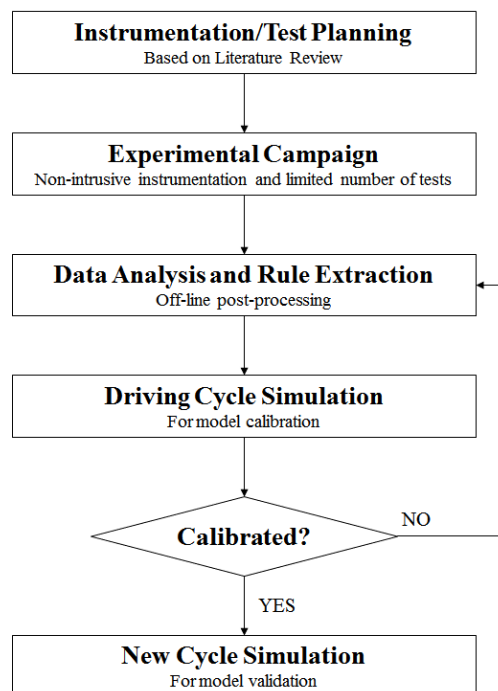 Instrumentation/Test Planning
Based on Literature Review
Experimental Campaign
Non-intrusive instrumentation and limited number of tests
Data Analysis and Rule Extraction
Off-line post-processing
Driving Cycle Simulation
For model calibration
Calibrated?
NO
YES
New Cycle Simulation
For model validation